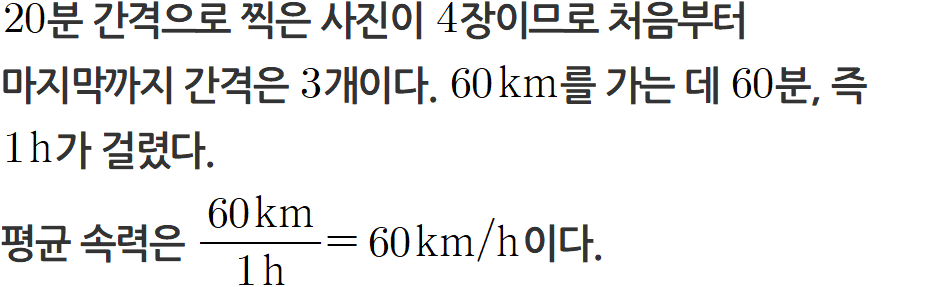 20분 간격으로 찍은 사진이 4장이므로 처음부터
마지막까지 간격은 3개이다. 60 km를 가는 데 60분, 즉
1 h가 걸렸다.
평균 속력은 60 km/1 h = 60 km/h이다.